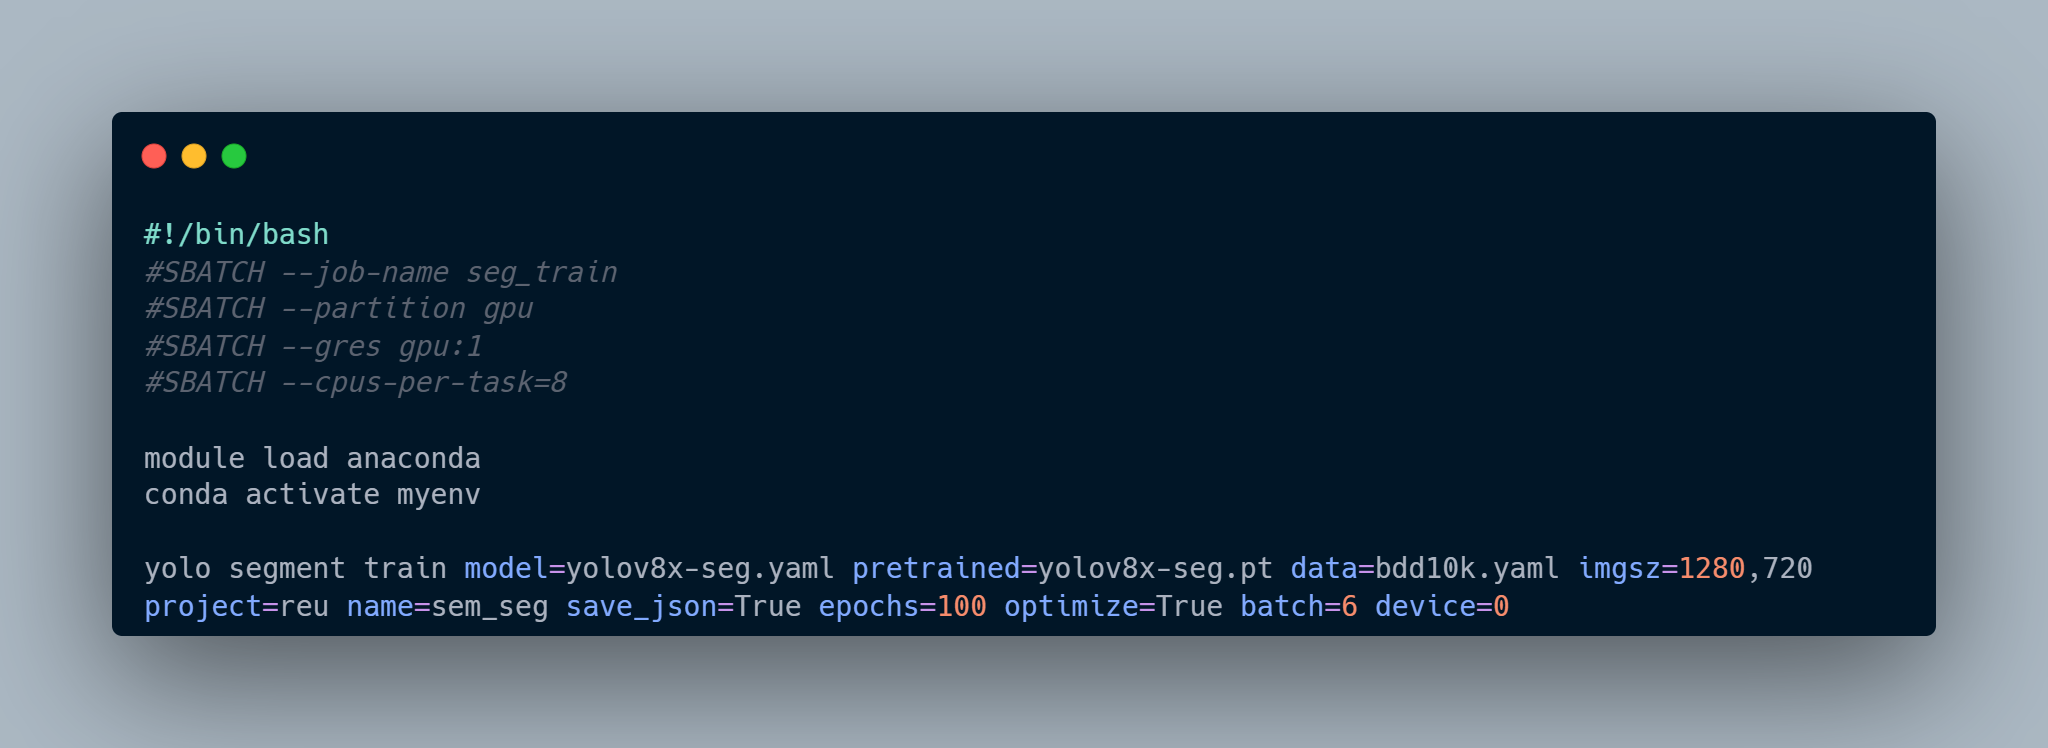 #!/bin/bash
#SBATCH --job-name seg_train
#SBATCH --partition gpu
#SBATCH --gres gpu:1
#SBATCH --cpus-per-task=8
module load anaconda
conda activate myenv
yolo segment train model=yolov8x-seg.yaml pretrained=yolov8x-seg.pt data=bdd10k.yaml imgsz=1280,720
project=reu name=sem_seg save_json=True epochs=100 optimize=True batch=6 device=0